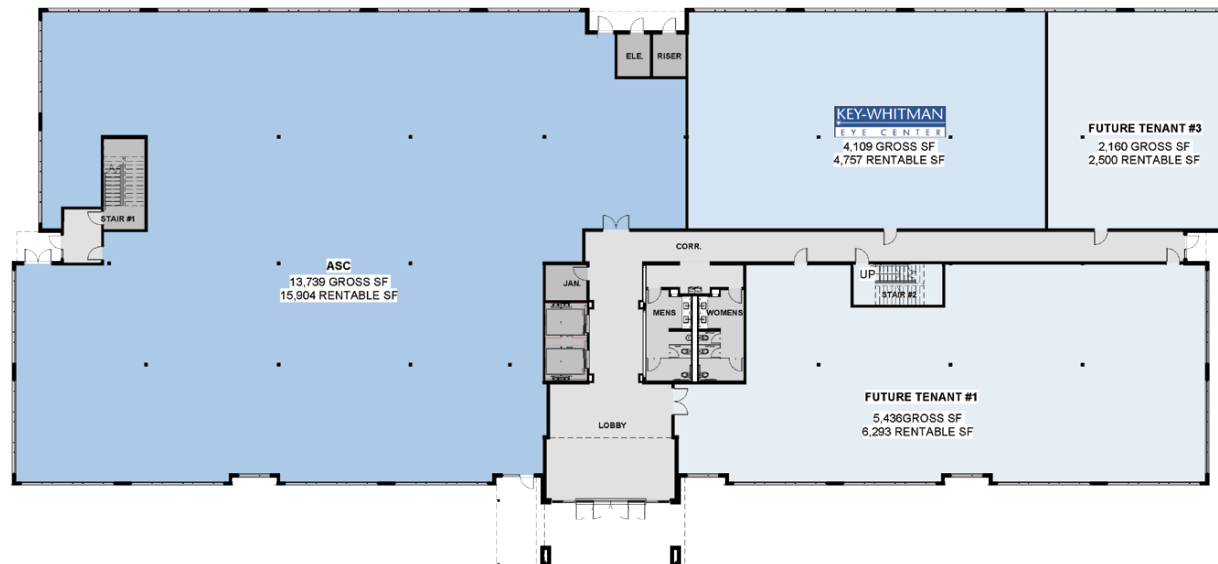 ELE.
RISER
KEY-WHITMAN
EYE CENTER
4,109 GROSS SF
4,757 RENTABLE SF
FUTURE TENANT #3
2,160 GROSS SF
2,500 RENTABLE SF
STAIR #1
CORR.
ASC
13,739 GROSS SF
15,904 RENTABLE SF
JAN.
UP
STAIR #2
MENS
WOMENS
FUTURE TENANT #1
5,436GROSS SF
6,293 RENTABLE SF
LOBBY